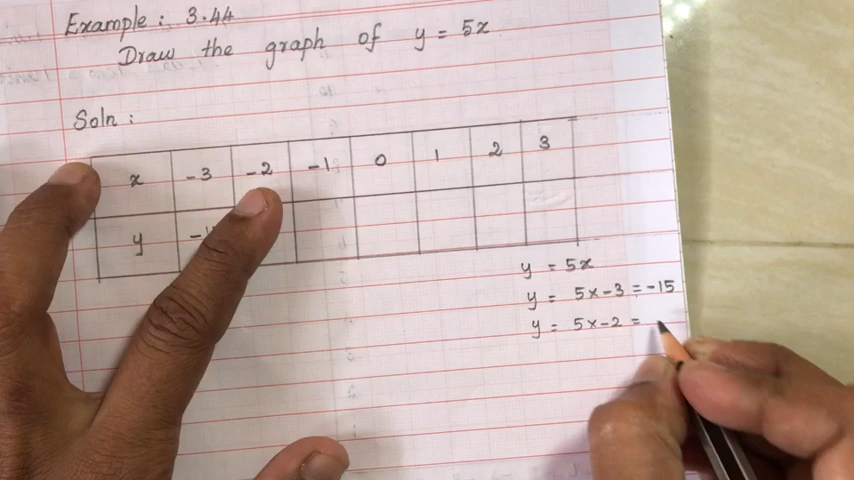 Example : 3.44
Draw the graph of y = 5x
Soln :
x -3 -2 -1 0 1 2 3
y
y = 5x
y = 5x-3 = -15
y = 5x-2 =